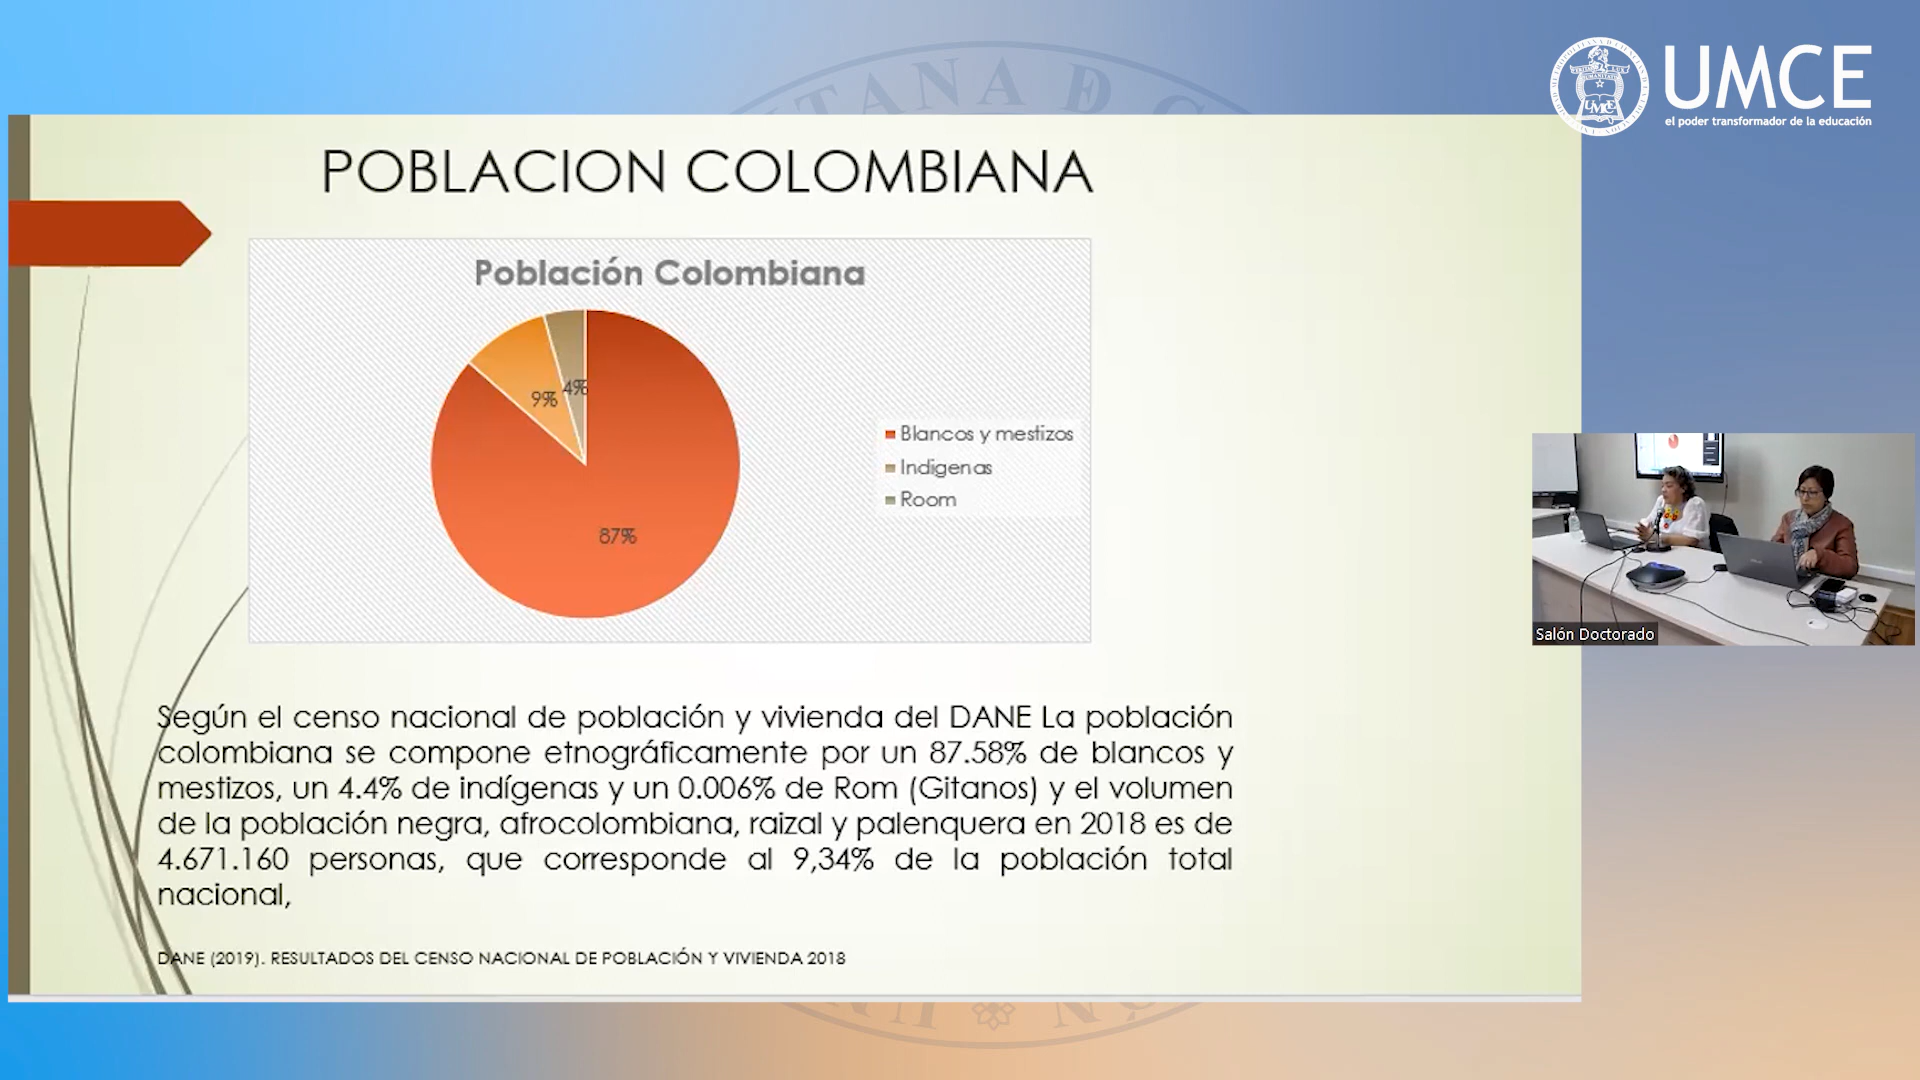 UMCE
el poder transformador de la educación
POBLACION COLOMBIANA
Población Colombiana
9%
4%
87%
Blancos y mestizos
Indigenas
Room
Según el censo nacional de población y vivienda del DANE La población
colombiana se compone etnográficamente por un 87.58% de blancos y
mestizos, un 4.4% de indígenas y un 0.006% de Rom (Gitanos) y el volumen
de la población negra, afrocolombiana, raizal y palenquera en 2018 es de
4.671.160 personas, que corresponde al 9,34% de la población total
nacional,
DANE (2019). RESULTADOS DEL CENSO NACIONAL DE POBLACIÓN Y VIVIENDA 2018
Salón Doctorado